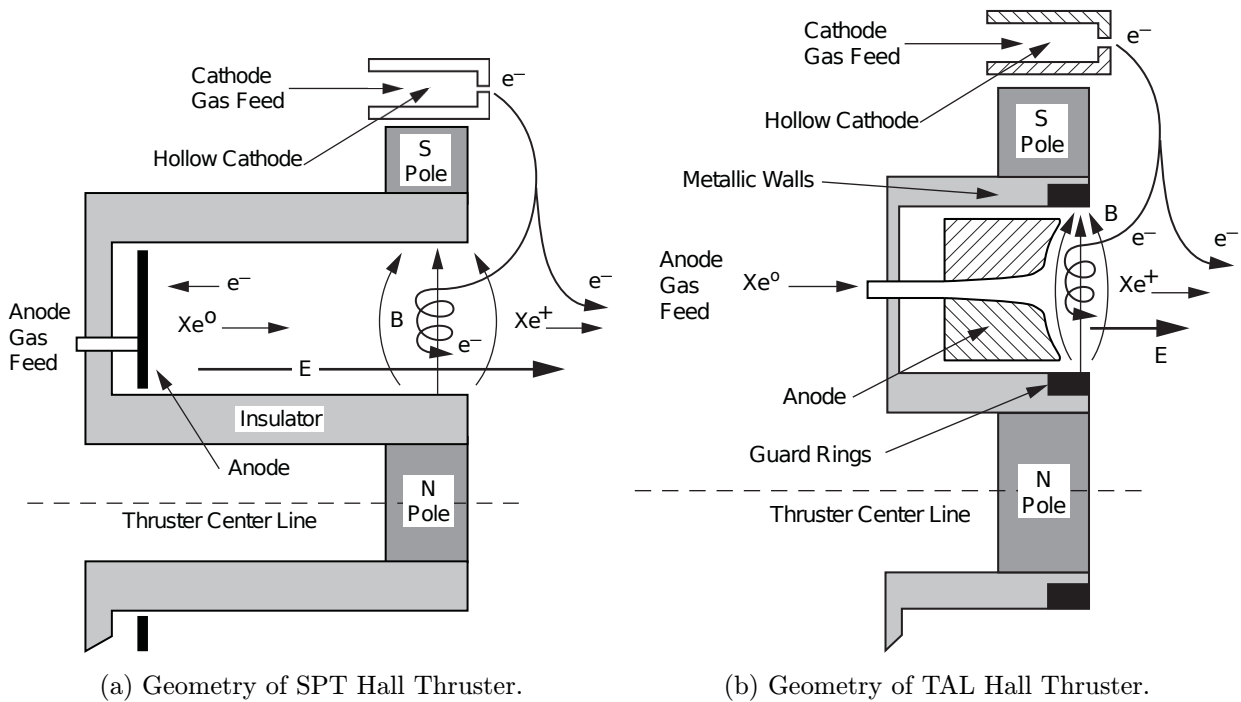 Cathode
Gas Feed
e⁻
Hollow Cathode
S
Pole
e⁻
Xeᴼ
Anode
Gas
Feed
B
e⁻
Xe⁺
e⁻
E
Insulator
Anode
N
Pole
Thruster Center Line
(a) Geometry of SPT Hall Thruster.
Cathode
Gas Feed
e⁻
Hollow Cathode
S
Pole
Metallic Walls
B
e⁻
e⁻
Anode
Gas
Feed
Xeᴼ
Xe⁺
E
Anode
Guard Rings
N
Pole
Thruster Center Line
(b) Geometry of TAL Hall Thruster.